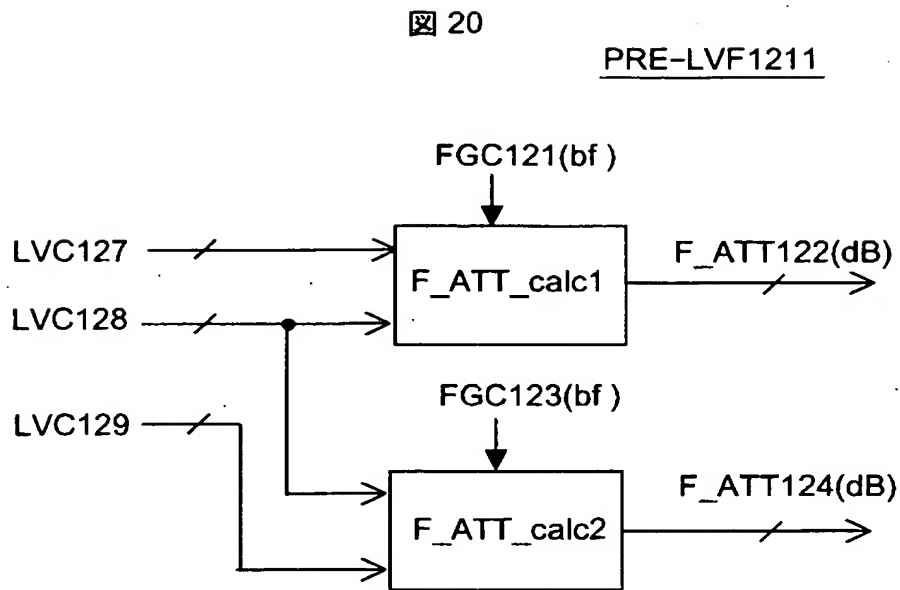 図 20
PRE-LVF1211
FGC121(bf )
LVC127
F_ATT_calc1
F_ATT122(dB)
LVC128
FGC123(bf )
LVC129
F_ATT_calc2
F_ATT124(dB)